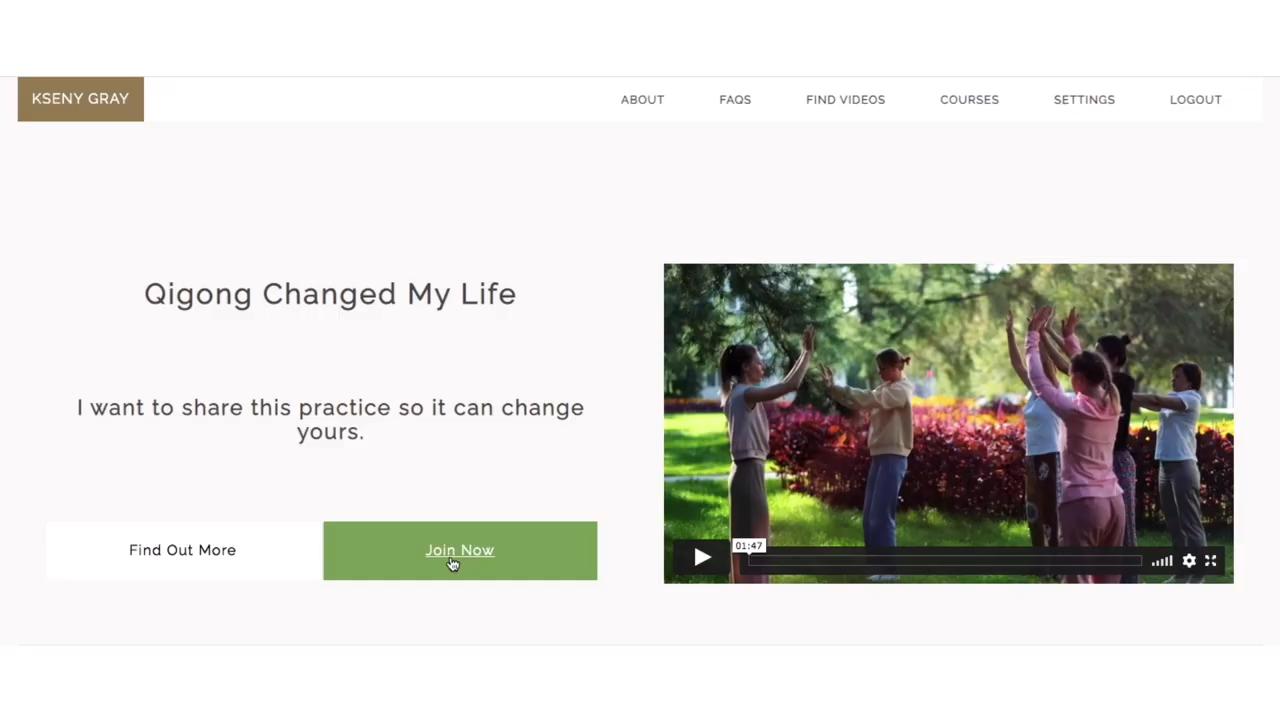 KSENY GRAY
ABOUT
FAQS
FIND VIDEOS
COURSES
SETTINGS
LOGOUT
Qigong Changed My Life
I want to share this practice so it can change
yours.
Find Out More
Join Now
01:47